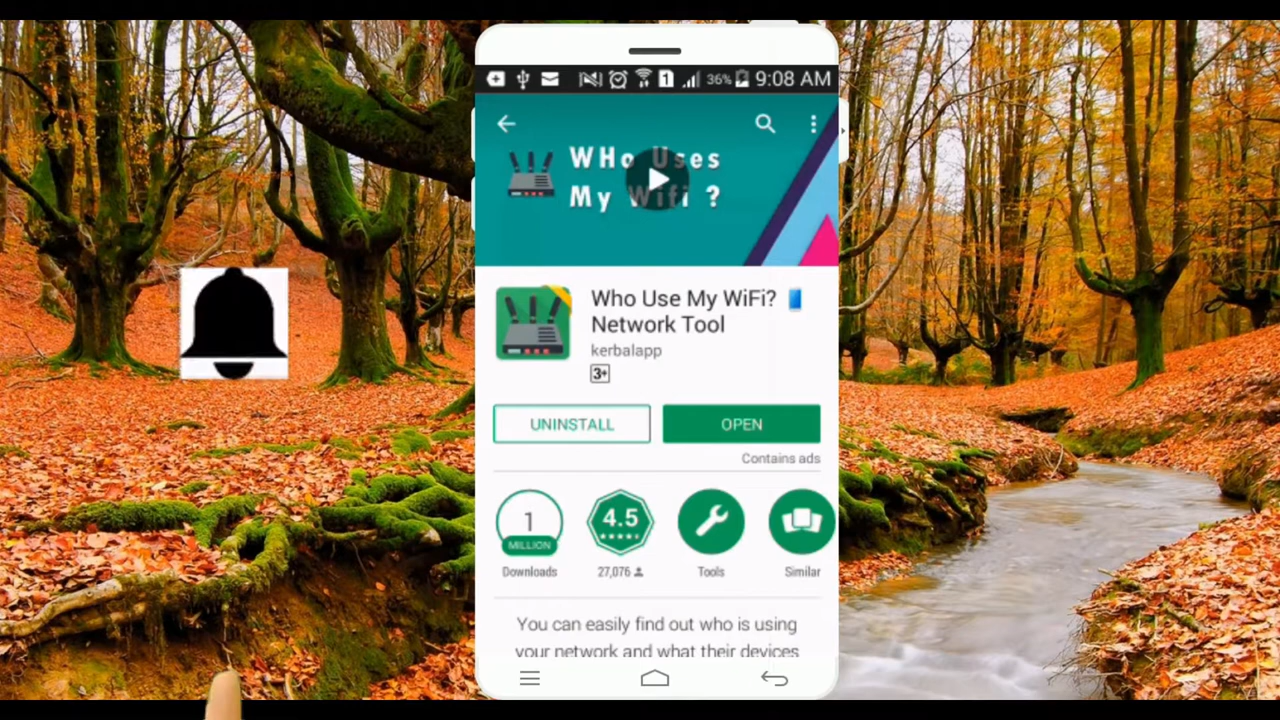 1
36%
9:08 AM
WHo Uses
My Wifi ?
Who Use My WiFi?
Network Tool
kerbalapp
3+
UNINSTALL
OPEN
Contains ads
1
MILLION
4.5
Downloads
27,076
Tools
Similar
You can easily find out who is using
your network and what their devices